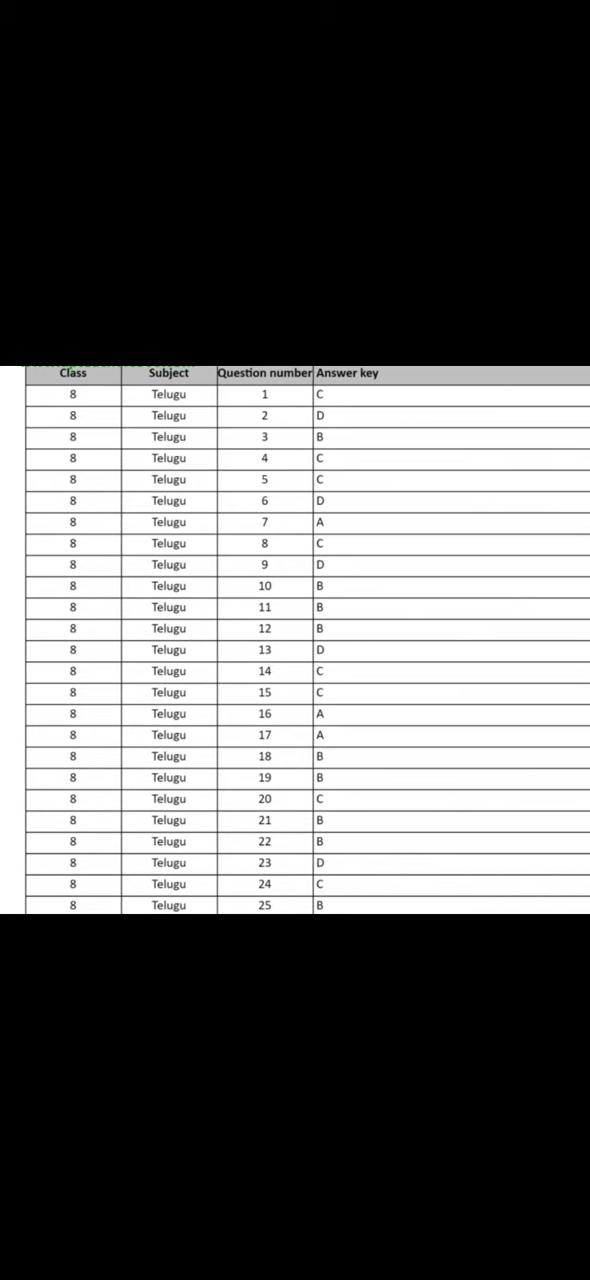 Class Subject Question number Answer key
8 Telugu 1 C
8 Telugu 2 D
8 Telugu 3 B
8 Telugu 4 C
8 Telugu 5 C
8 Telugu 6 D
8 Telugu 7 A
8 Telugu 8 C
8 Telugu 9 D
8 Telugu 10 B
8 Telugu 11 B
8 Telugu 12 B
8 Telugu 13 D
8 Telugu 14 C
8 Telugu 15 C
8 Telugu 16 A
8 Telugu 17 A
8 Telugu 18 B
8 Telugu 19 B
8 Telugu 20 C
8 Telugu 21 B
8 Telugu 22 B
8 Telugu 23 D
8 Telugu 24 C
8 Telugu 25 B